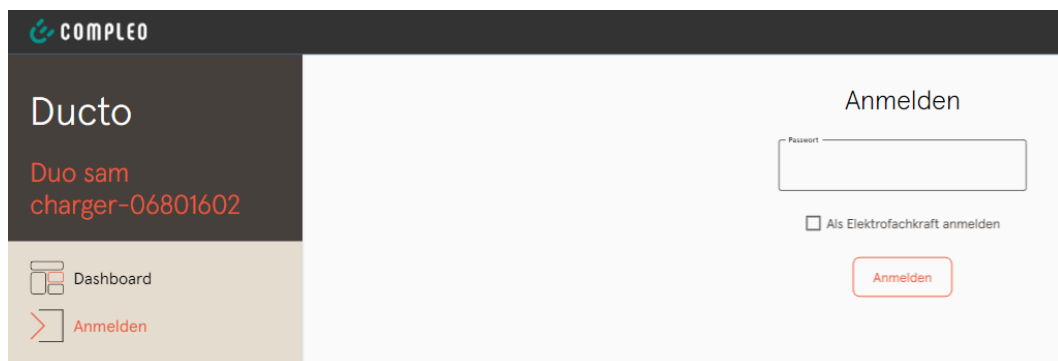 COMPLEO
Ducto
Duo sam
charger-06801602
Dashboard
Anmelden
Anmelden
Passwort
Als Elektrofachkraft anmelden
Anmelden